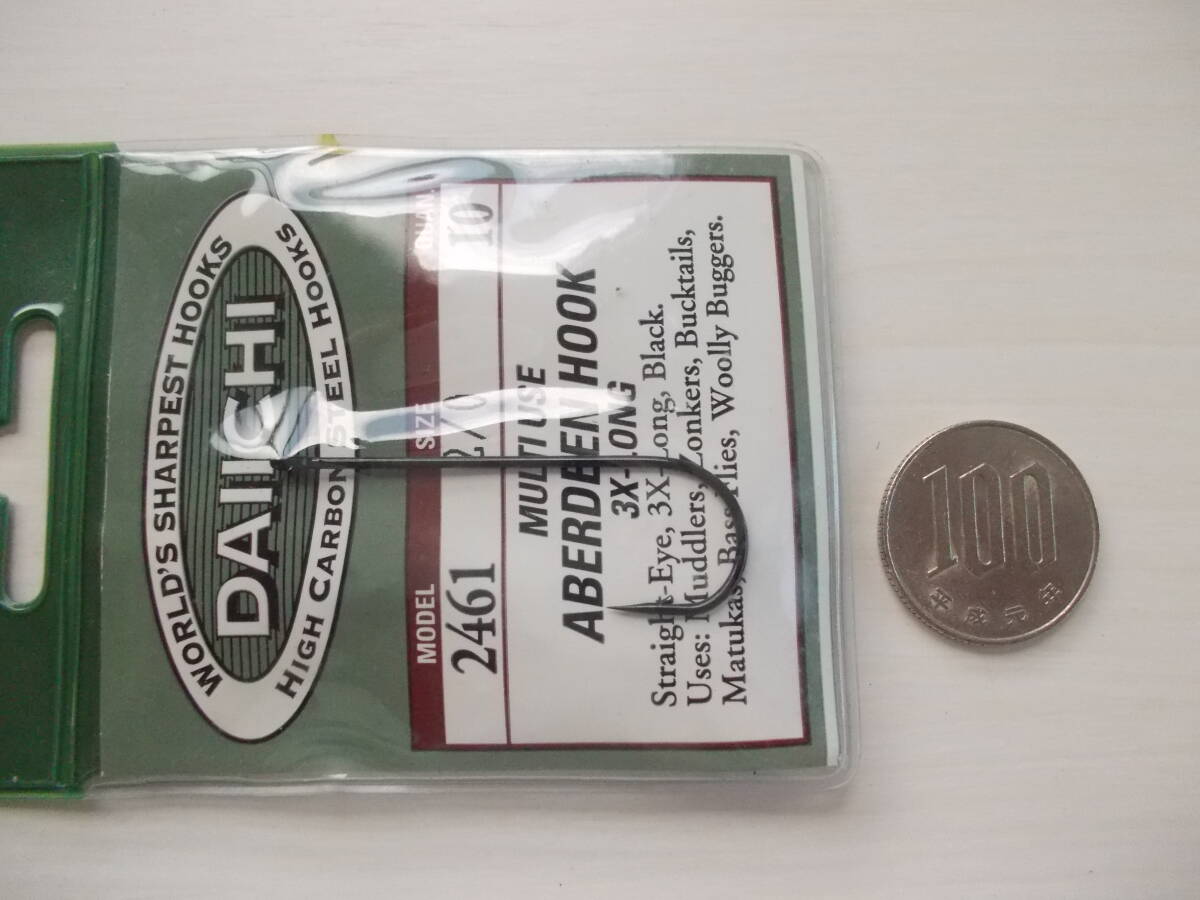 WORLD'S SHARPEST HOOKS
DAIICHI
HIGH CARBON STEEL HOOKS
MODEL SIZE QUAN.
2461 2/0 10
MULTI USE
ABERDEEN HOOK
3X-LONG
Straight-Eye, 3X-Long, Black.
Uses: Muddlers, Zonkers, Bucktails,
Matukas, Bass Flies, Woolly Buggers.
100
平成元年